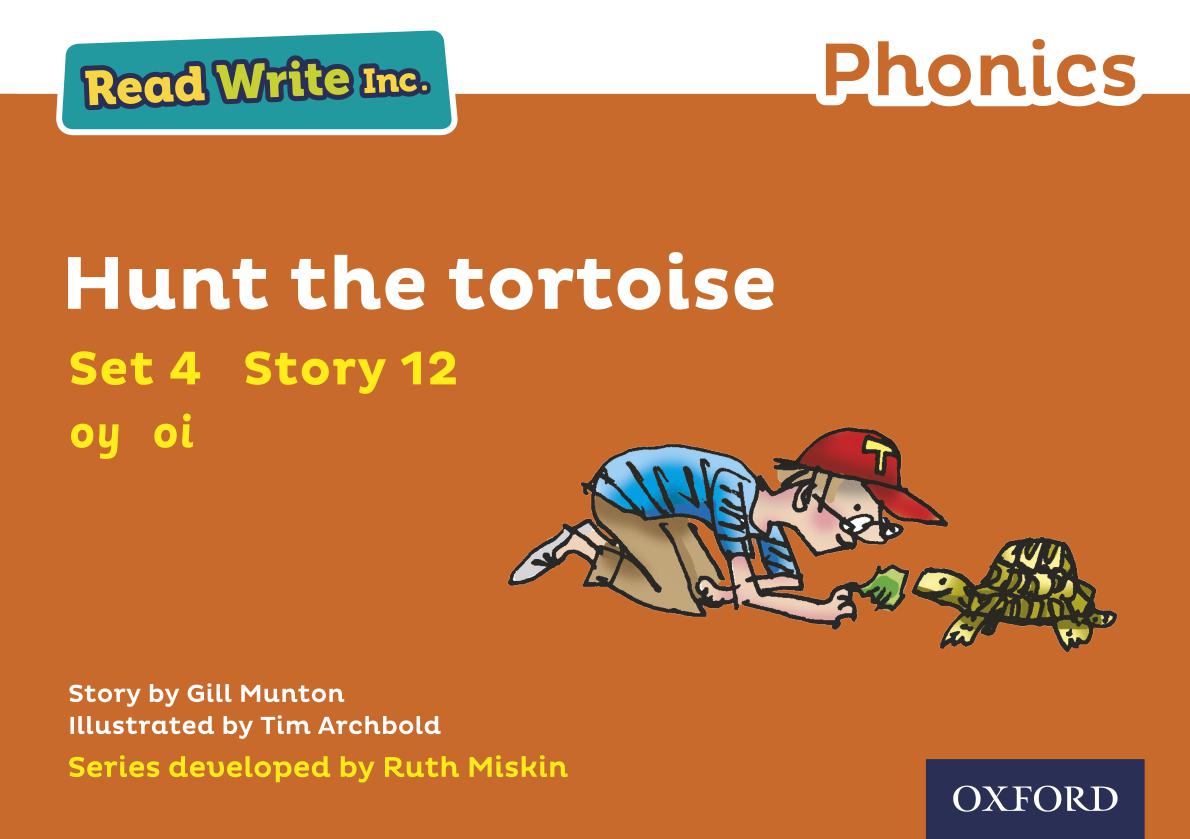 Read Write Inc.
Phonics
Hunt the tortoise
Set 4 Story 12
oy oi
T
Story by Gill Munton
Illustrated by Tim Archbold
Series developed by Ruth Miskin
OXFORD